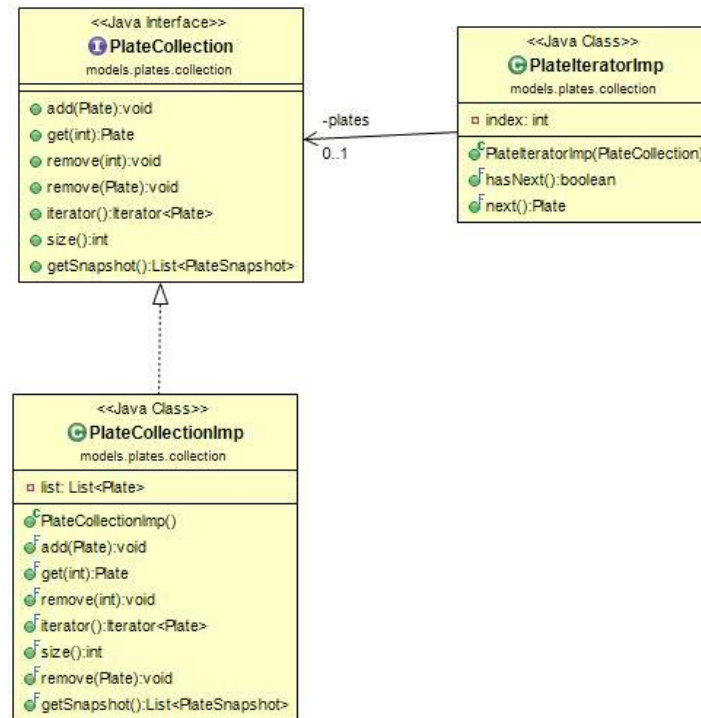 <<Java Interface>>
PlateCollection
models.plates.collection
add(Plate):void
get(int):Plate
remove(int):void
remove(Plate):void
iterator():Iterator<Plate>
size():int
getSnapshot():List<PlateSnapshot>
-plates
0..1
<<Java Class>>
PlateIteratorImp
models.plates.collection
index: int
PlateIteratorImp(PlateCollection)
hasNext():boolean
next():Plate
<<Java Class>>
PlateCollectionImp
models.plates.collection
list: List<Plate>
PlateCollectionImp()
add(Plate):void
get(int):Plate
remove(int):void
iterator():Iterator<Plate>
size():int
remove(Plate):void
getSnapshot():List<PlateSnapshot>